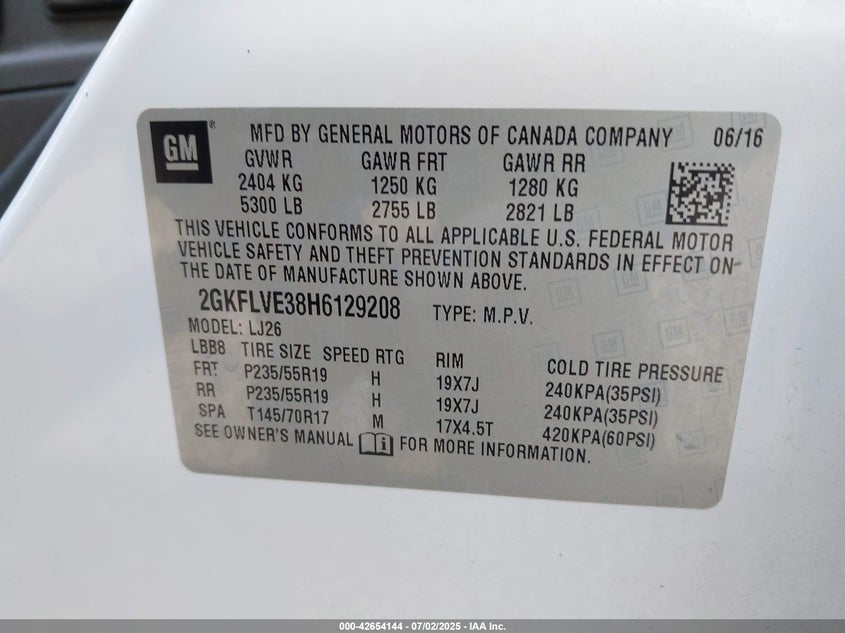 GM ®
MFD BY GENERAL MOTORS OF CANADA COMPANY 06/16
GVWR GAWR FRT GAWR RR
2404 KG 1250 KG 1280 KG
5300 LB 2755 LB 2821 LB
THIS VEHICLE CONFORMS TO ALL APPLICABLE U.S. FEDERAL MOTOR
VEHICLE SAFETY AND THEFT PREVENTION STANDARDS IN EFFECT ON
THE DATE OF MANUFACTURE SHOWN ABOVE.
2GKFLVE38H6129208 TYPE: M.P.V.
MODEL: LJ26
LBB8 TIRE SIZE SPEED RTG RIM COLD TIRE PRESSURE
FRT P235/55R19 H 19X7J 240KPA(35PSI)
RR P235/55R19 H 19X7J 240KPA(35PSI)
SPA T145/70R17 M 17X4.5T 420KPA(60PSI)
SEE OWNER'S MANUAL i FOR MORE INFORMATION.
000-42654144 - 07/02/2025 - IAA Inc.